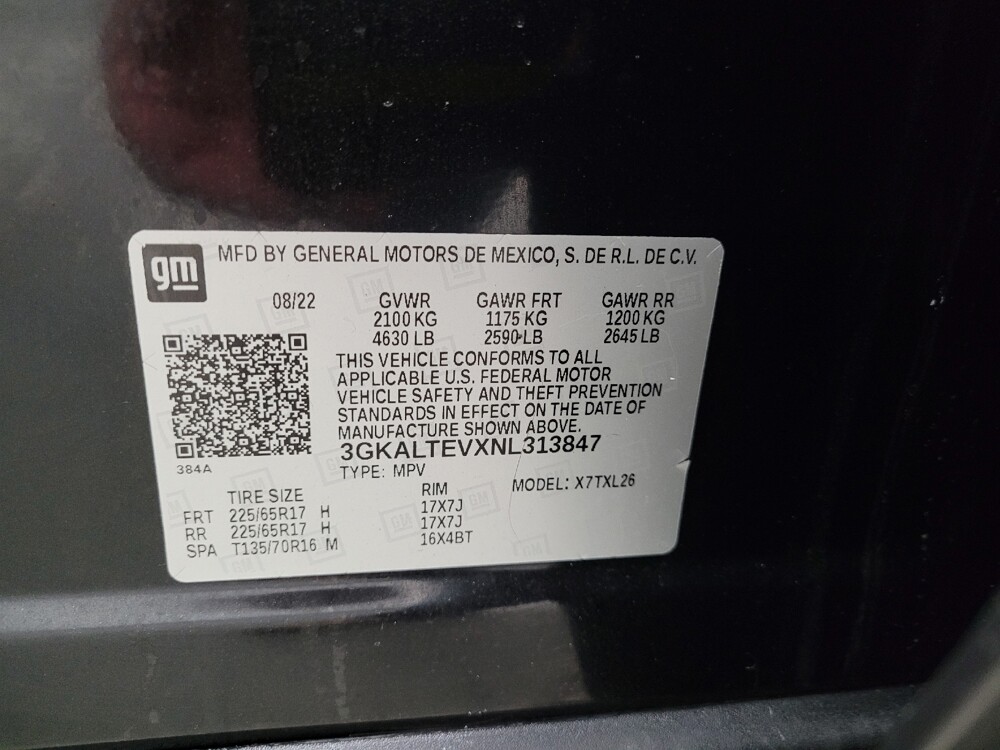 gm
MFD BY GENERAL MOTORS DE MEXICO, S. DE R.L. DE C.V.
08/22 GVWR GAWR FRT GAWR RR
2100 KG 1175 KG 1200 KG
4630 LB 2590 LB 2645 LB
THIS VEHICLE CONFORMS TO ALL
APPLICABLE U.S. FEDERAL MOTOR
VEHICLE SAFETY AND THEFT PREVENTION
STANDARDS IN EFFECT ON THE DATE OF
MANUFACTURE SHOWN ABOVE.
3GKALTEVXNL313847
384A
TYPE: MPV MODEL: X7TXL26
TIRE SIZE RIM
FRT 225/65R17 H 17X7J
RR 225/65R17 H 17X7J
SPA T135/70R16 M 16X4BT